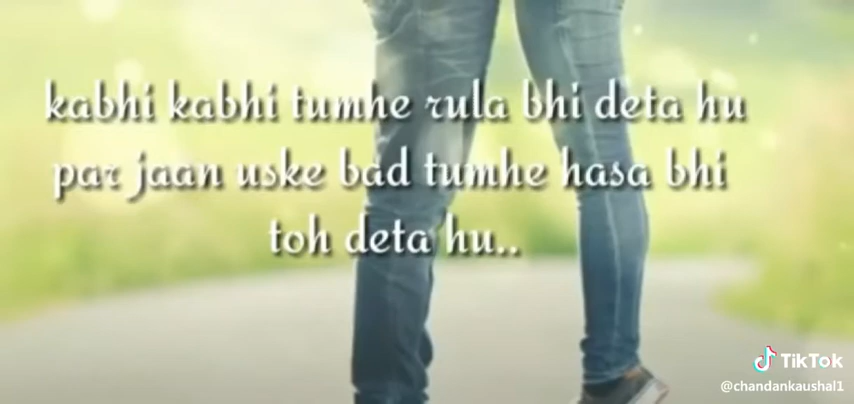 kabhi kabhi tumhe rula bhi deta hu
par jaan uske bad tumhe hasa bhi
toh deta hu..
TikTok
@chandankaushal1